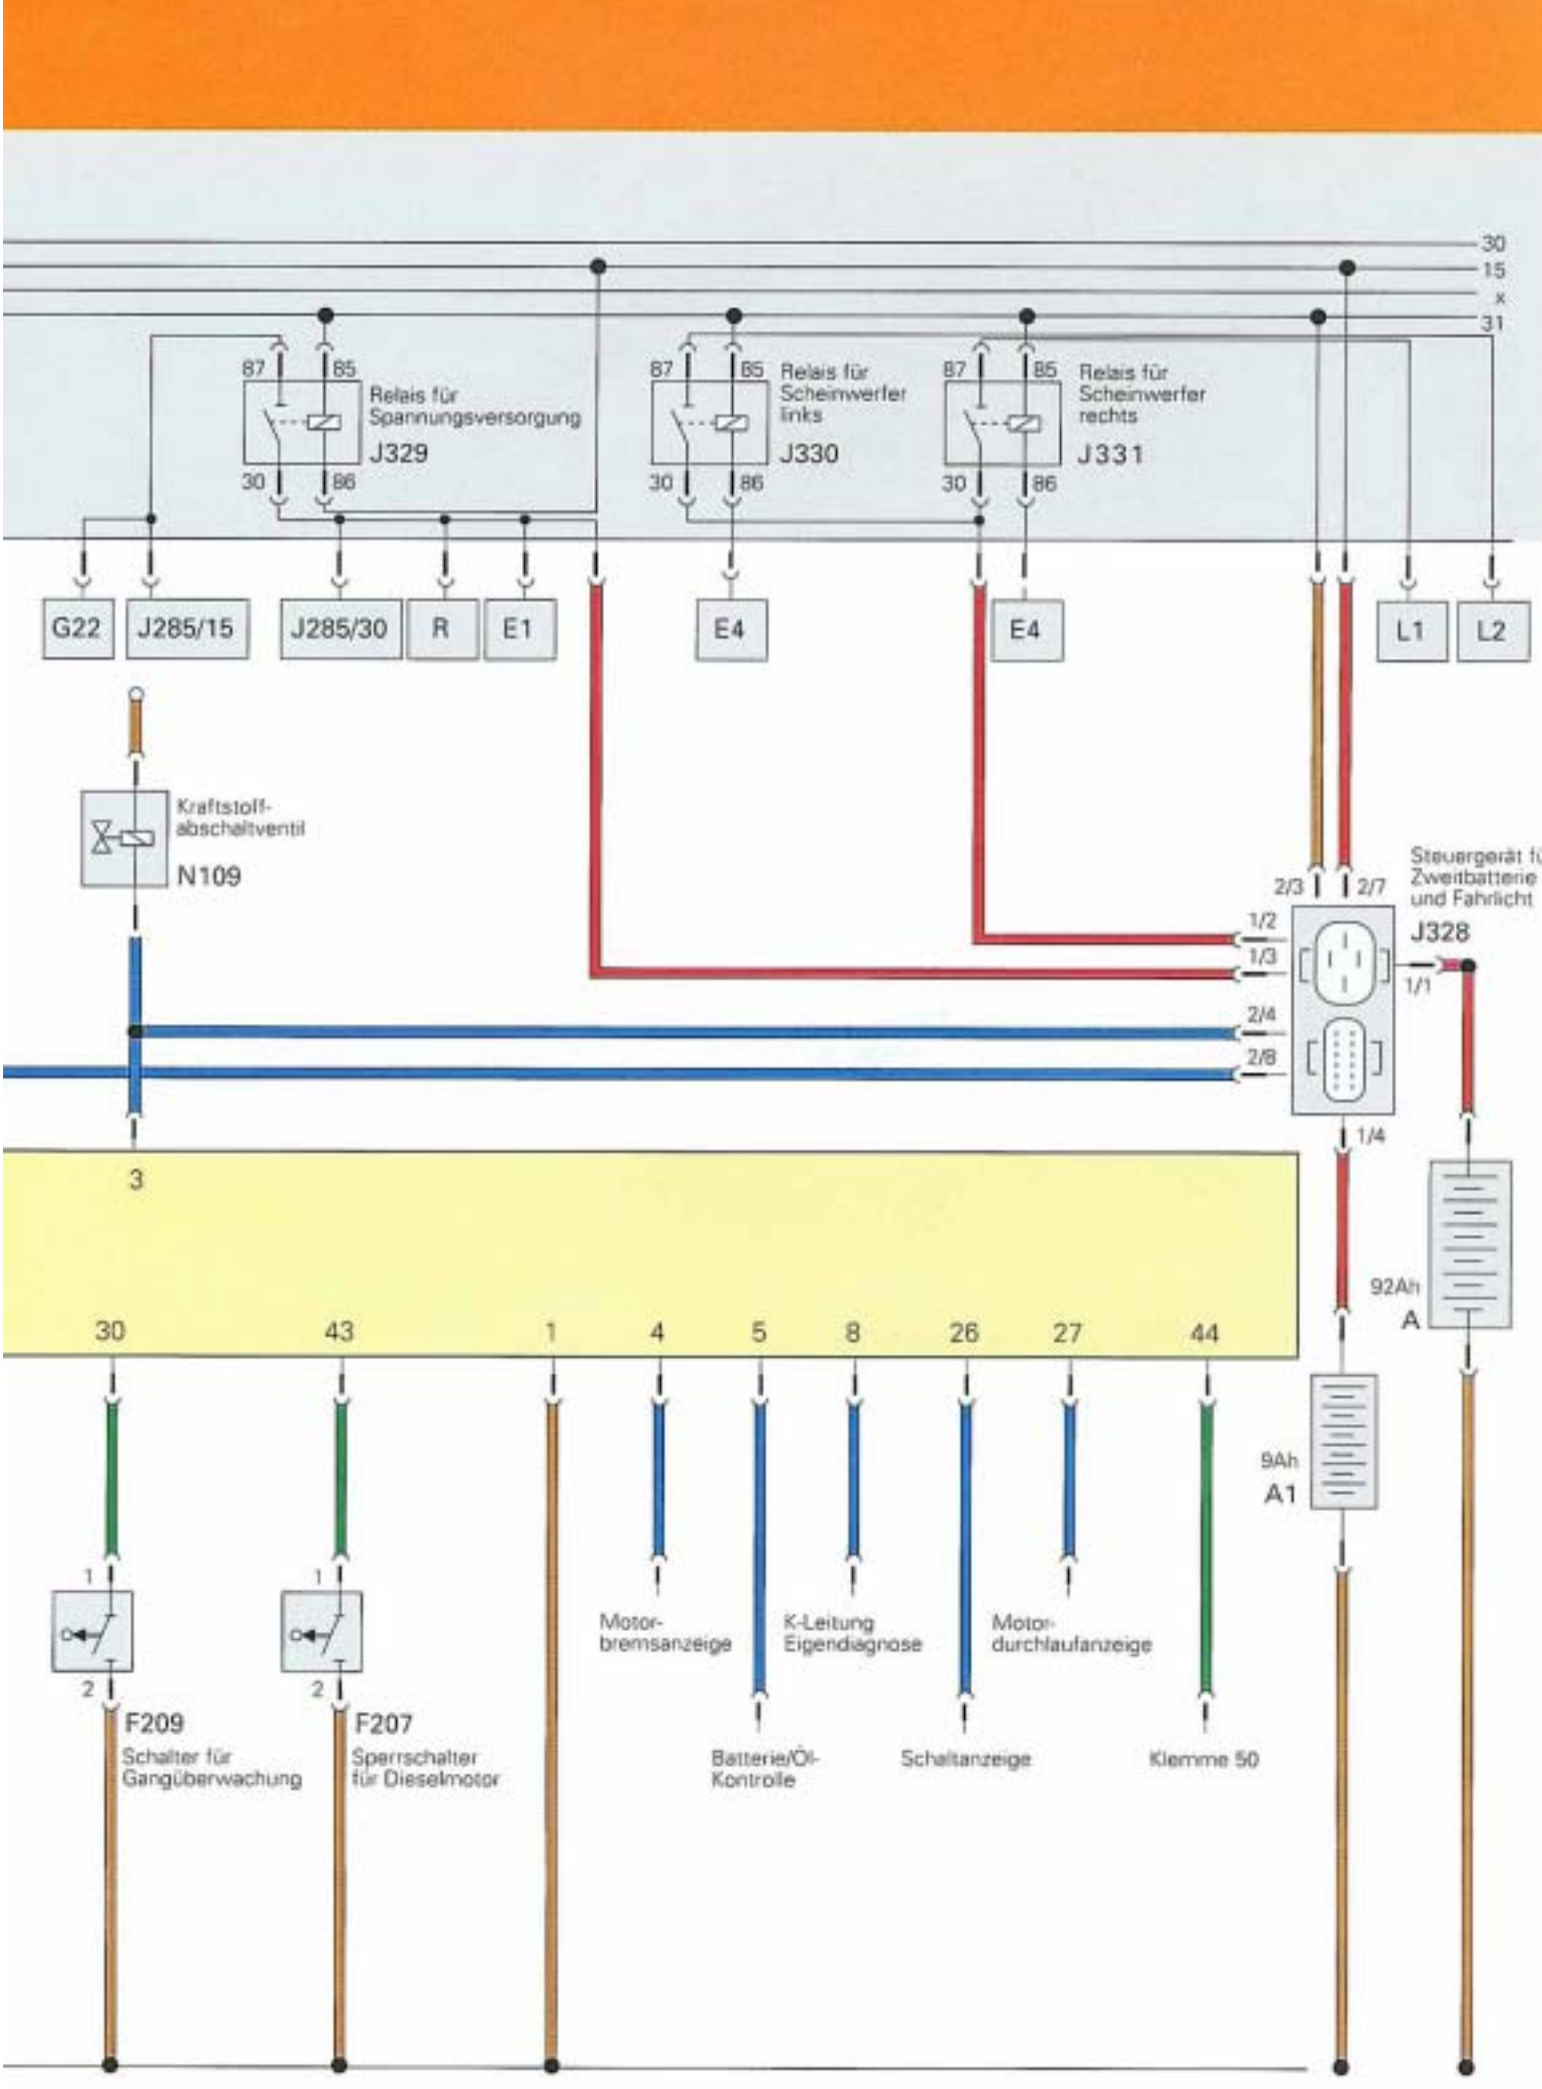 30
15
x
31
87
85
Relais für
Spannungsversorgung
J329
30
86
87
85
Relais für
Scheinwerfer
links
J330
30
86
87
85
Relais für
Scheinwerfer
rechts
J331
30
86
G22
J285/15
J285/30
R
E1
E4
E4
L1
L2
Kraftstoff-
abschaltventil
N109
2/3
2/7
Steuergerät fü
Zweitbatterie
und Fahrlicht
J328
1/2
1/3
1/1
2/4
2/8
1/4
3
92Ah
A
30
43
1
4
5
8
26
27
44
9Ah
A1
1
2
F209
Schalter für
Gangüberwachung
1
2
F207
Sperrschalter
für Dieselmotor
Motor-
bremsanzeige
K-Leitung
Eigendiagnose
Motor-
durchlaufanzeige
Batterie/Öl-
Kontrolle
Schaltanzeige
Klemme 50